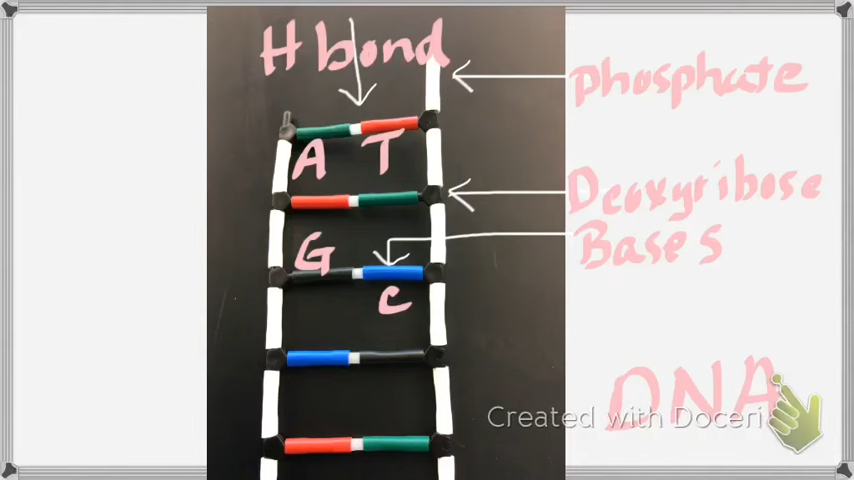 H bond
Phosphate
A T
Deoxyribose
Bases
G
C
DNA
Created with Doceri